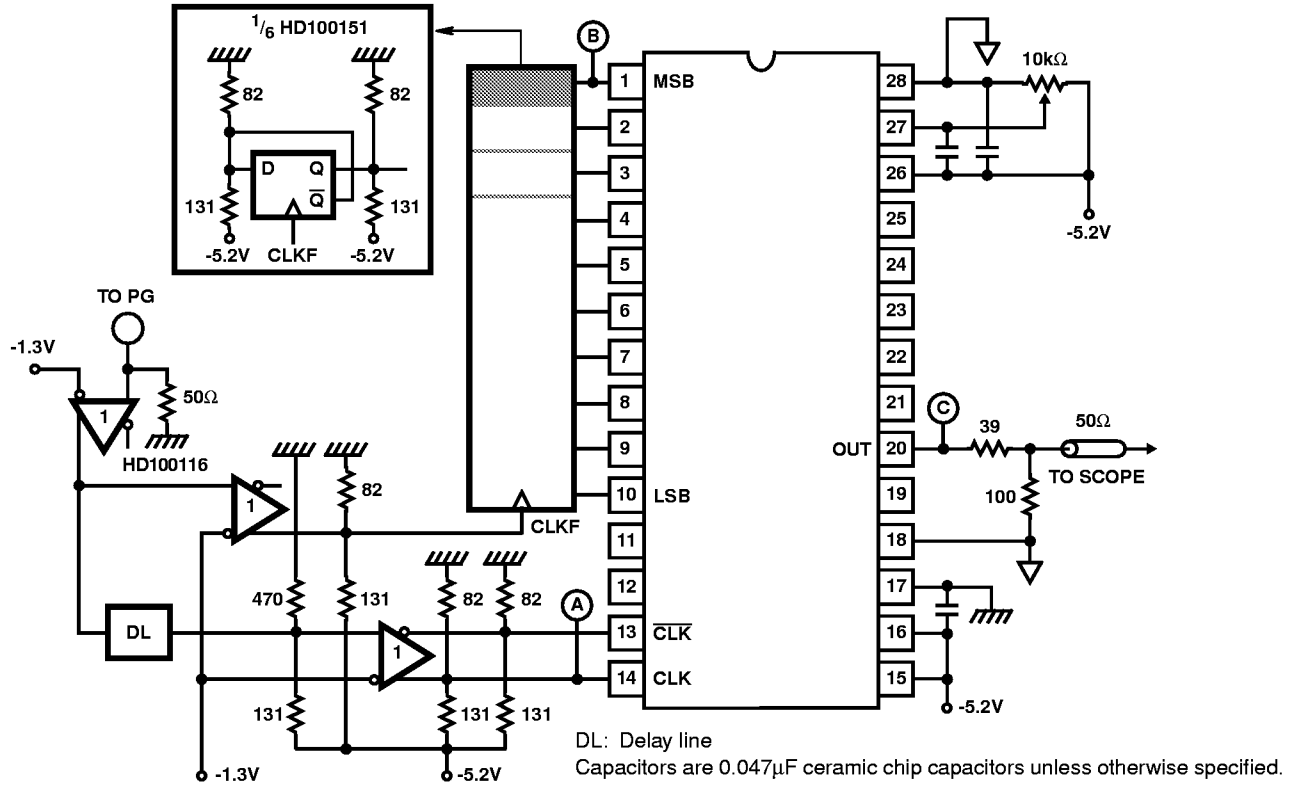 1/6 HD100151
82
82
D
Q
Q̅
131
131
-5.2V
CLKF
-5.2V
TO PG
-1.3V
1
50Ω
HD100116
1
82
CLKF
470
131
82
82
DL
1
131
131
131
-1.3V
-5.2V
A
B
1
MSB
2
3
4
5
6
7
8
9
10
LSB
11
12
13
C̅L̅K̅
14
CLK
28
27
26
25
24
23
22
21
OUT
20
19
18
17
16
15
10kΩ
-5.2V
C
39
50Ω
TO SCOPE
100
-5.2V
DL: Delay line
Capacitors are 0.047μF ceramic chip capacitors unless otherwise specified.